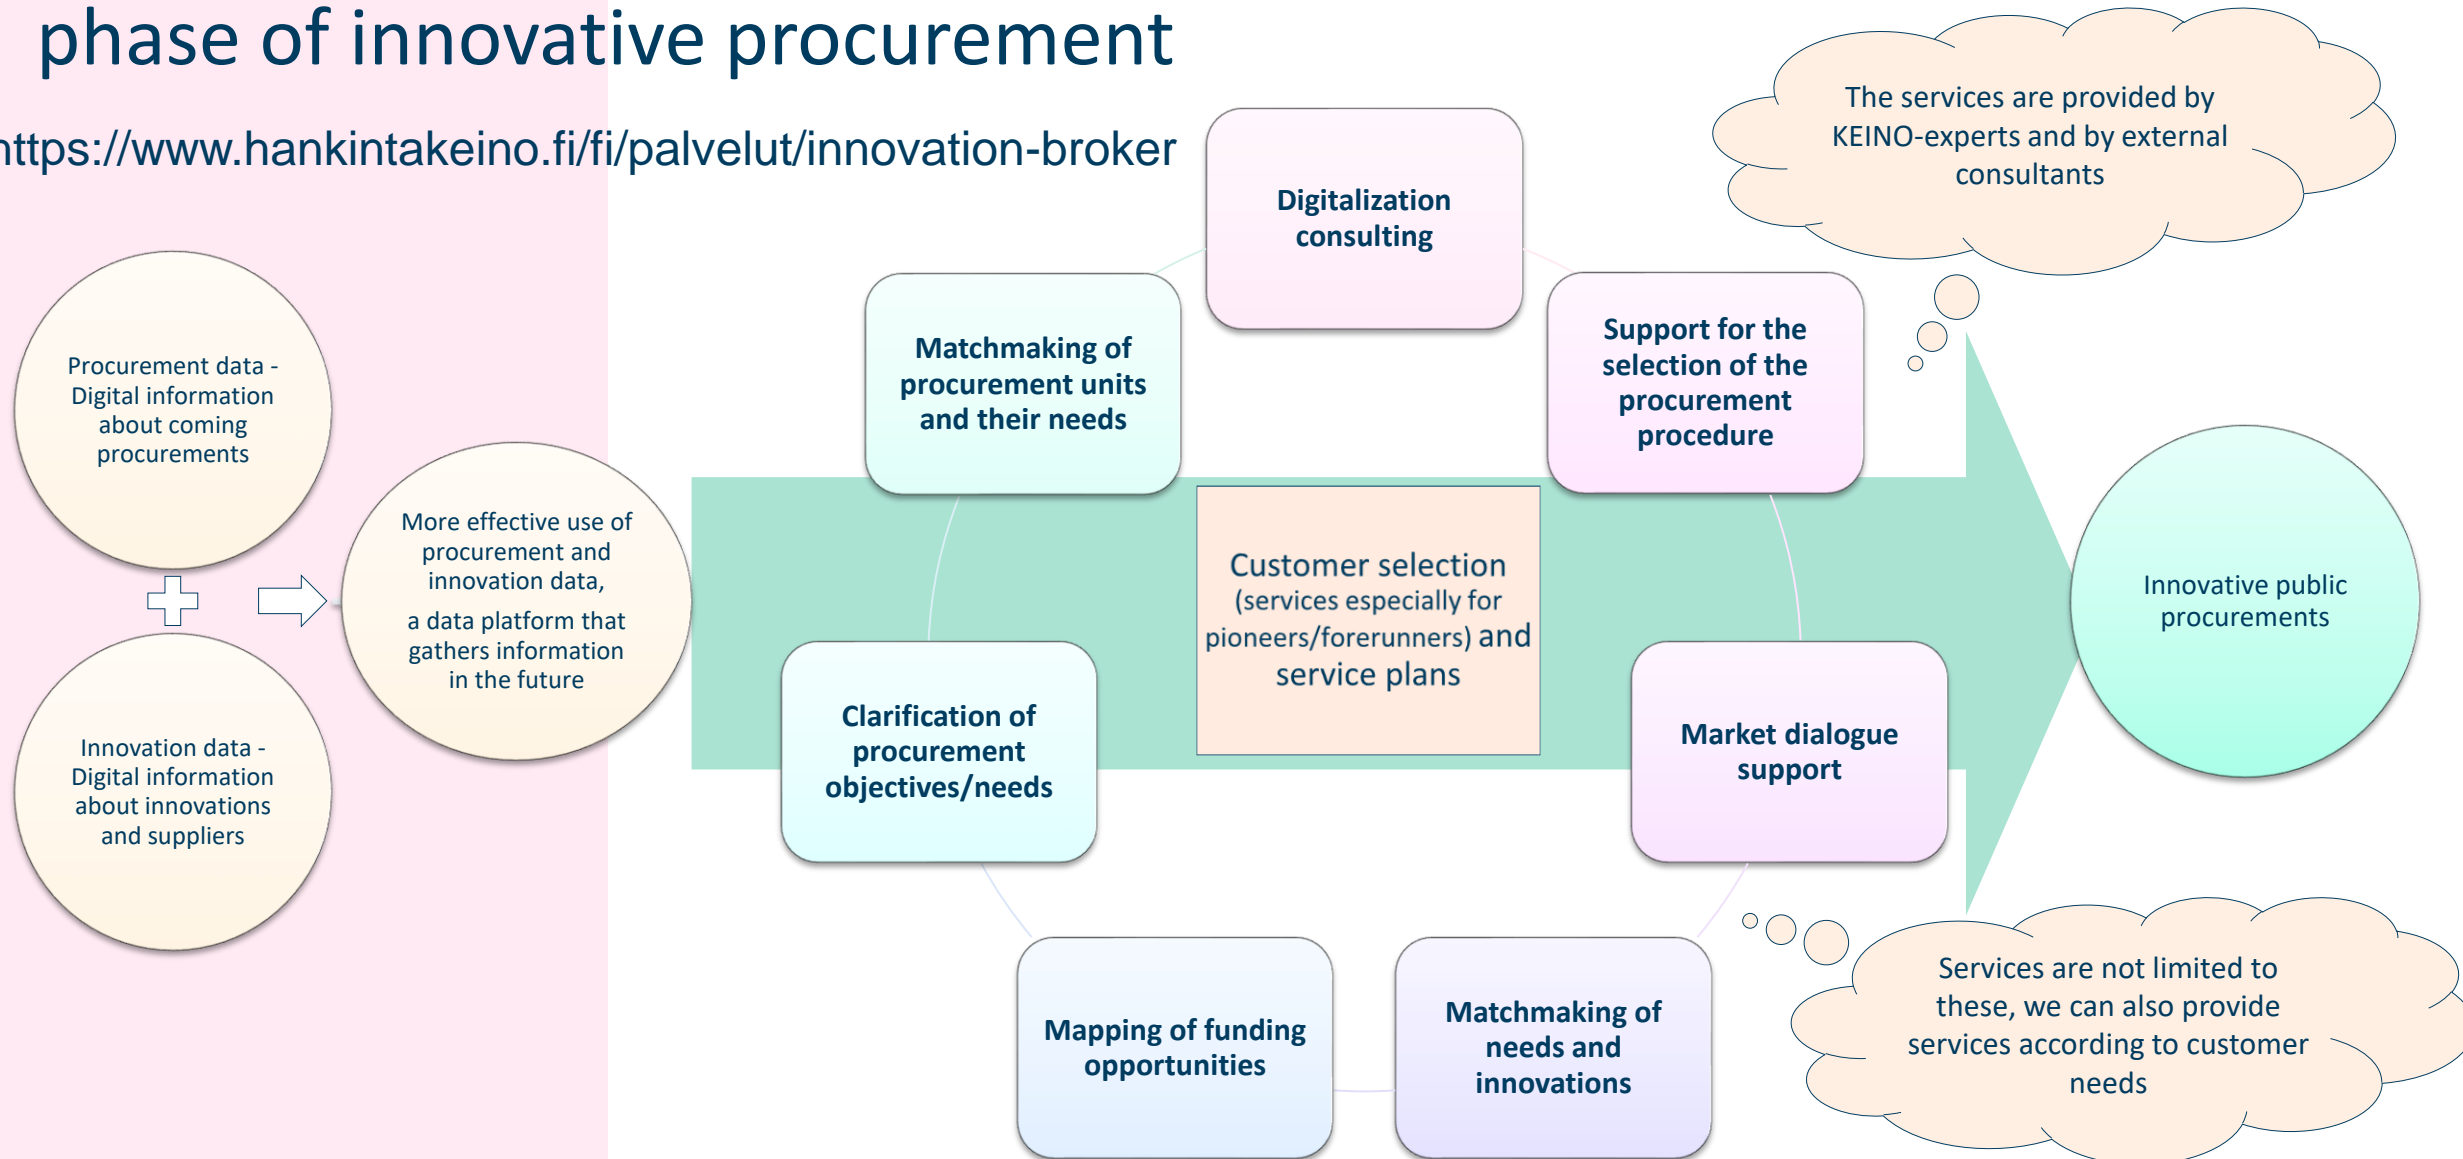 phase of innovative procurement
https://www.hankintakeino.fi/fi/palvelut/innovation-broker
The services are provided by
KEINO-experts and by external
consultants
Digitalization
consulting
Matchmaking of
procurement units
and their needs
Support for the
selection of the
procurement
procedure
Procurement data -
Digital information
about coming
procurements
More effective use of
procurement and
innovation data,
a data platform that
gathers information
in the future
Innovation data -
Digital information
about innovations
and suppliers
Customer selection
(services especially for
pioneers/forerunners) and
service plans
Innovative public
procurements
Clarification of
procurement
objectives/needs
Market dialogue
support
Mapping of funding
opportunities
Matchmaking of
needs and
innovations
Services are not limited to
these, we can also provide
services according to customer
needs